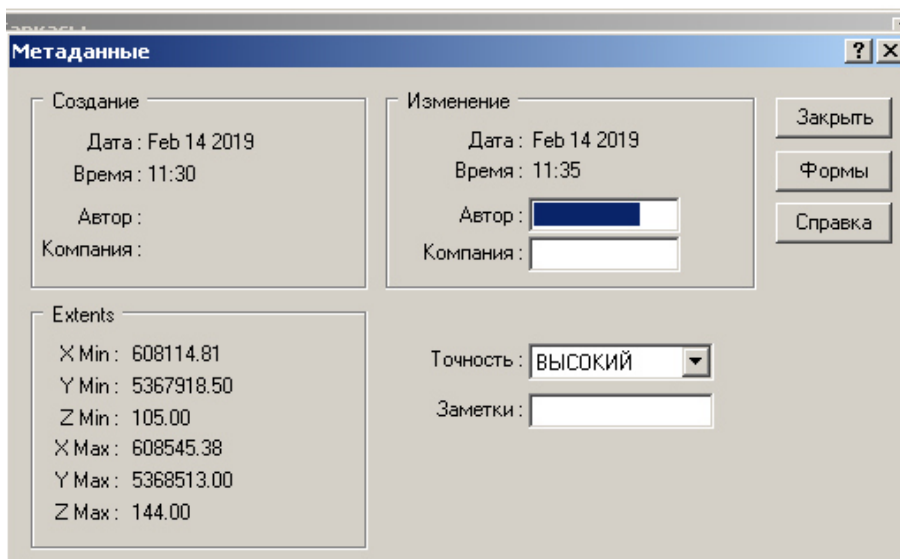 Метаданные
Создание
Дата : Feb 14 2019
Время : 11:30
Автор :
Компания :
Изменение
Дата : Feb 14 2019
Время : 11:35
Автор :
Компания :
Закрыть
Формы
Справка
Extents
X Min : 608114.81
Y Min : 5367918.50
Z Min : 105.00
X Max : 608545.38
Y Max : 5368513.00
Z Max : 144.00
Точность : ВЫСОКИЙ
Заметки :